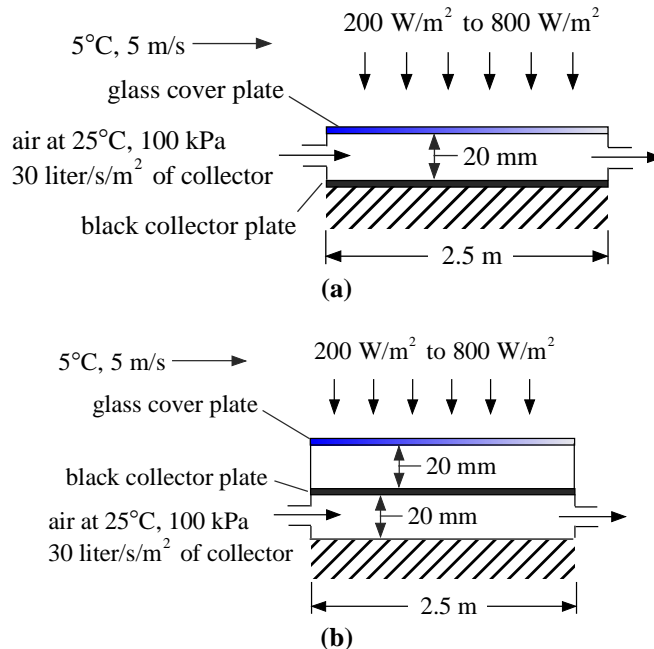 5°C, 5 m/s
200 W/m² to 800 W/m²
glass cover plate
air at 25°C, 100 kPa
30 liter/s/m² of collector
20 mm
black collector plate
2.5 m
(a)
5°C, 5 m/s
200 W/m² to 800 W/m²
glass cover plate
20 mm
black collector plate
air at 25°C, 100 kPa
30 liter/s/m² of collector
20 mm
2.5 m
(b)